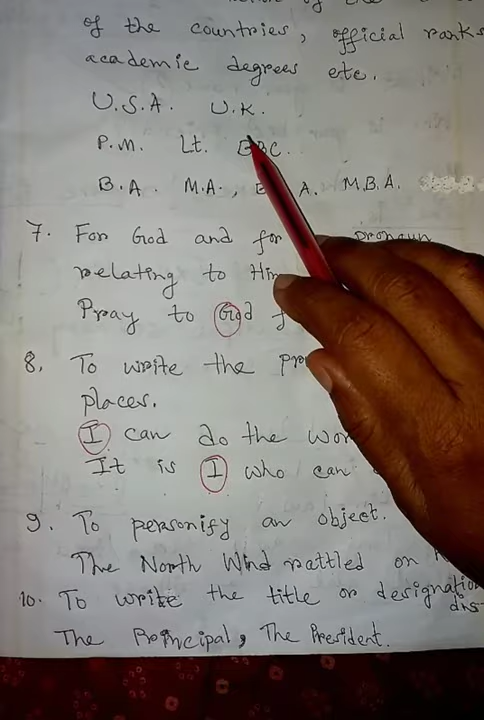 of the countries, official ranks
academic degrees etc.
U.S.A. U.K.
P.M. Lt.
B.A. M.A., A. M.B.A.
7. For God and for pronoun
relating to Him
Pray to God
8. To write the
places.
I can do the
It is I who can
9. To personify an object.
The North Wind rattled on
10. To write the title or designation
The Principal, The President.